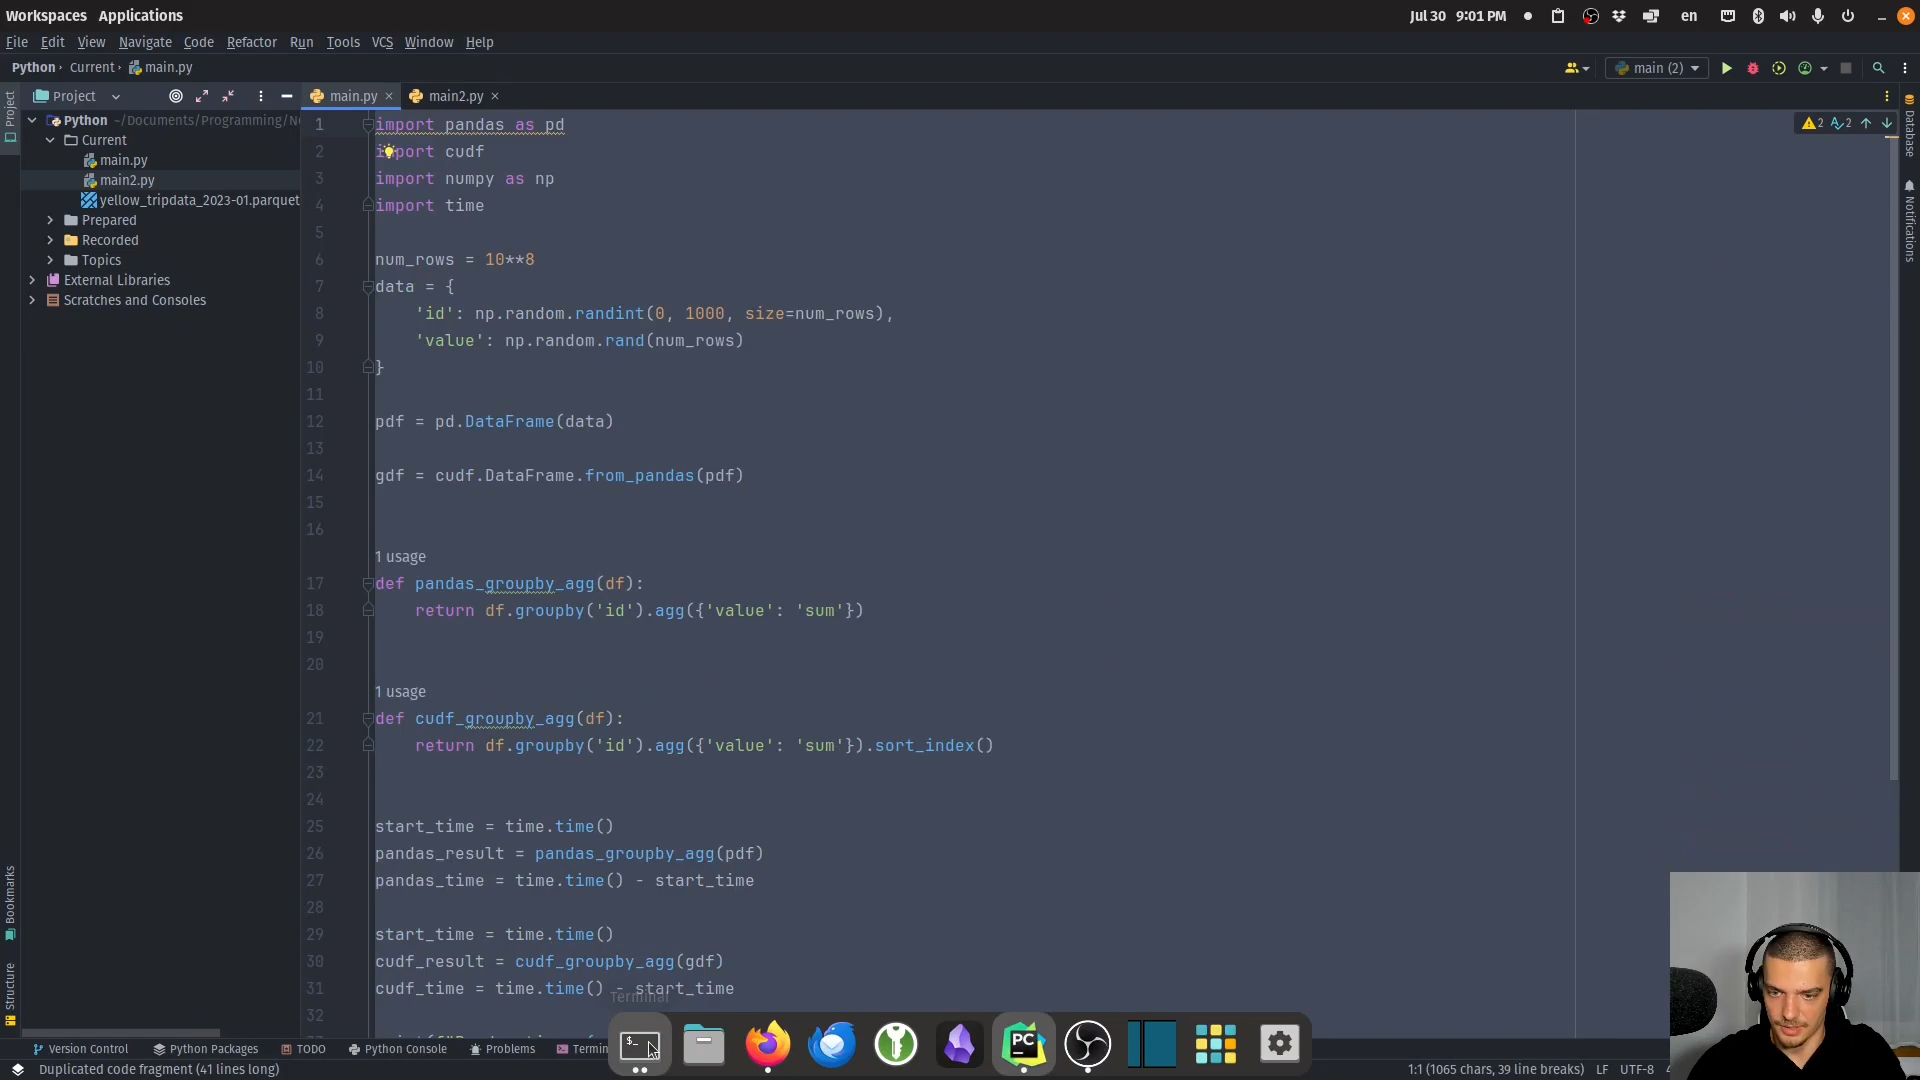 Workspaces Applications
Jul 30 9:01 PM
en
File Edit View Navigate Code Refactor Run Tools VCS Window Help
Python Current main.py
main (2)
Project
main.py
main2.py
Project
Python ~/Documents/Programming/N
Current
main.py
main2.py
yellow_tripdata_2023-01.parquet
Prepared
Recorded
Topics
External Libraries
Scratches and Consoles
2 2
1 import pandas as pd
2 import cudf
3 import numpy as np
4 import time
5
6 num_rows = 10**8
7 data = {
8 'id': np.random.randint(0, 1000, size=num_rows),
9 'value': np.random.rand(num_rows)
10 }
11
12 pdf = pd.DataFrame(data)
13
14 gdf = cudf.DataFrame.from_pandas(pdf)
15
16
1 usage
17 def pandas_groupby_agg(df):
18 return df.groupby('id').agg({'value': 'sum'})
19
20
1 usage
21 def cudf_groupby_agg(df):
22 return df.groupby('id').agg({'value': 'sum'}).sort_index()
23
24
25 start_time = time.time()
26 pandas_result = pandas_groupby_agg(pdf)
27 pandas_time = time.time() - start_time
28
29 start_time = time.time()
30 cudf_result = cudf_groupby_agg(gdf)
31 cudf_time = time.time() - start_time
32
Terminal
Database
Notifications
Bookmarks
Structure
Version Control
Python Packages
TODO
Python Console
Problems
Termin
$_
PC
Duplicated code fragment (41 lines long)
1:1 (1065 chars, 39 line breaks)
LF
UTF-8